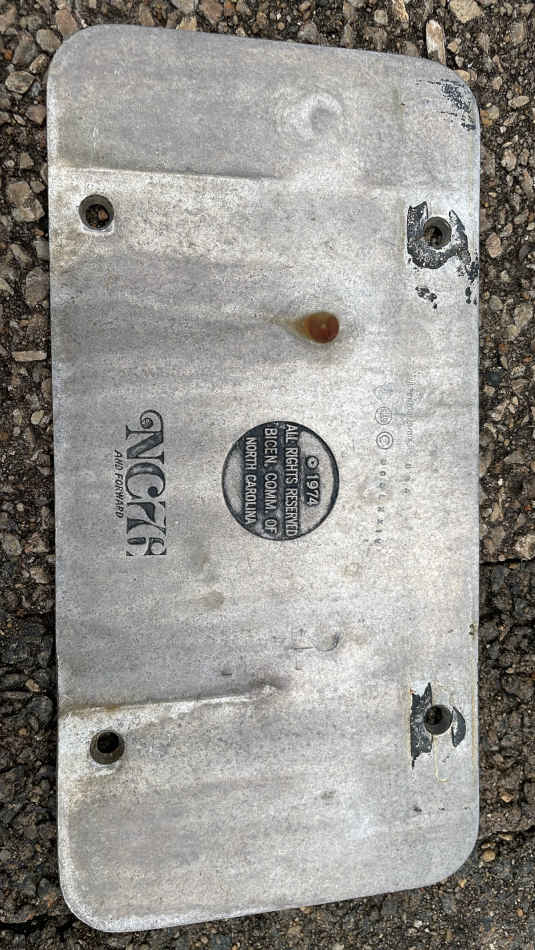 © 1974
ALL RIGHTS RESERVED
BICEN. COMM. OF
NORTH CAROLINA
NC76
AND FORWARD